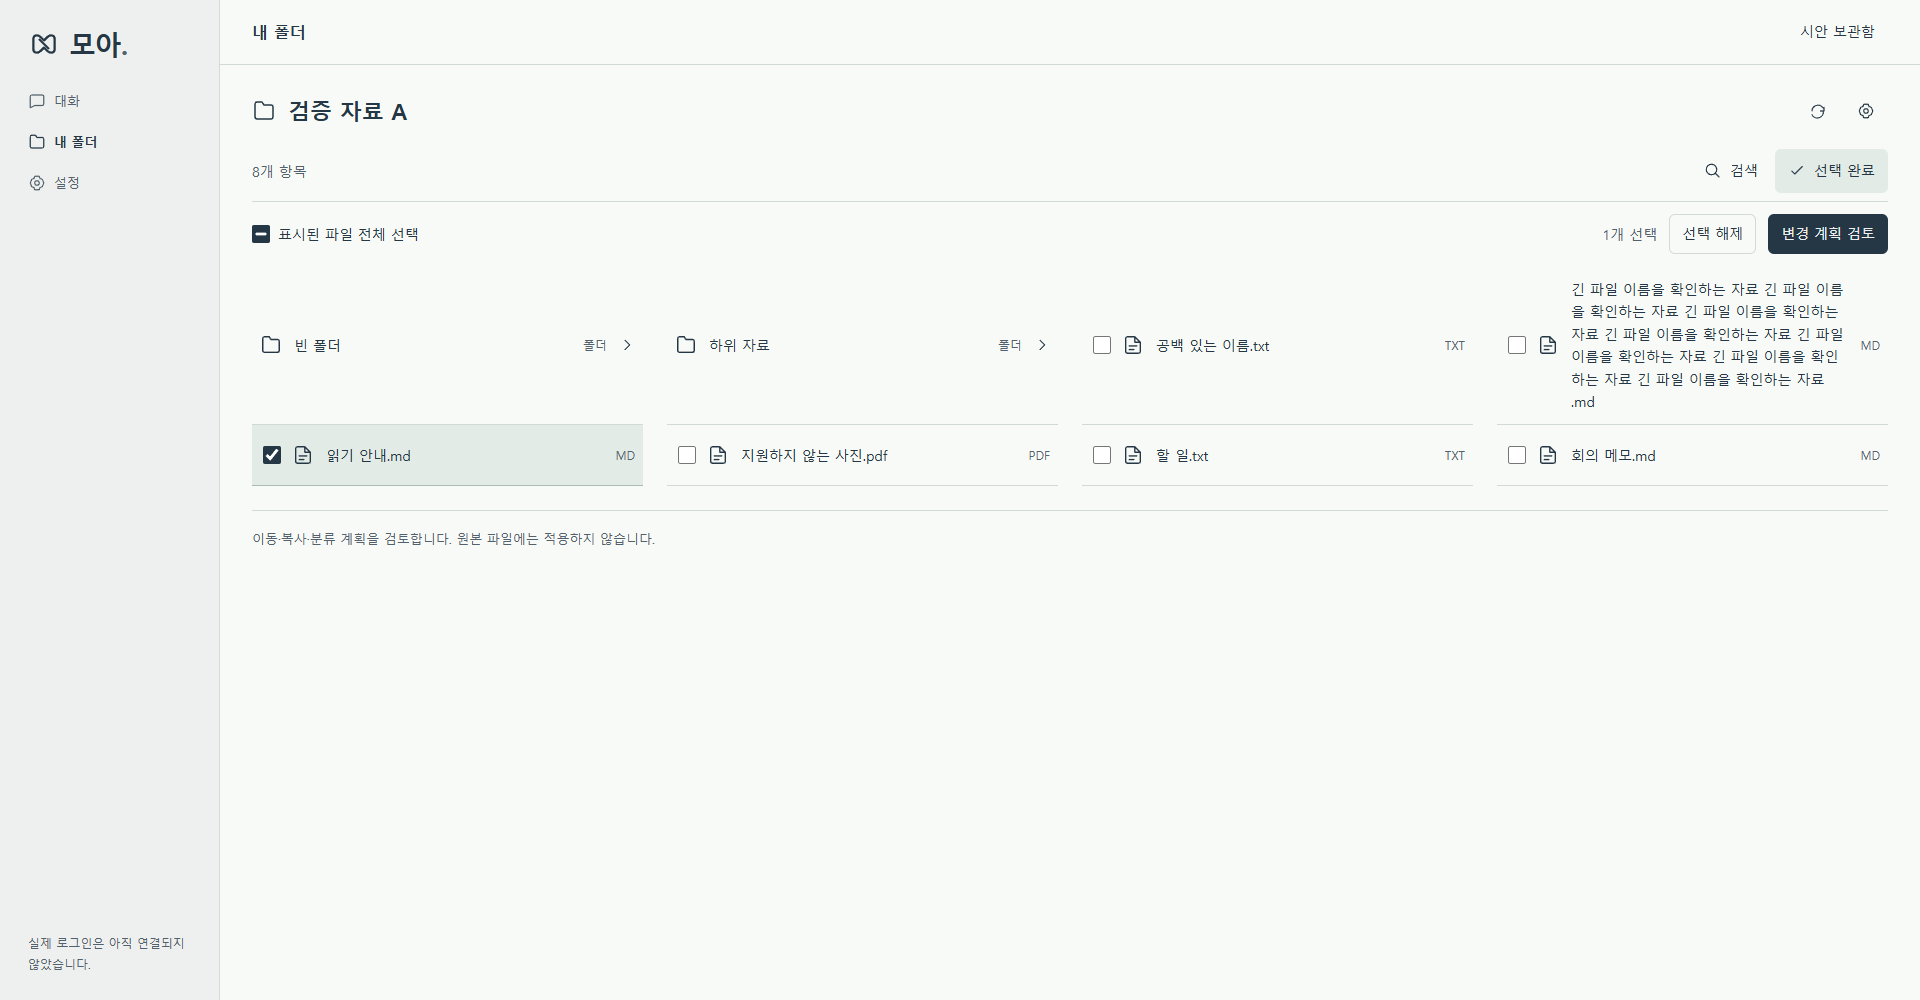 모아.
대화
내 폴더
설정
실제 로그인은 아직 연결되지
않았습니다.
내 폴더
시안 보관함
검증 자료 A
8개 항목
검색
선택 완료
표시된 파일 전체 선택
1개 선택
선택 해제
변경 계획 검토
빈 폴더
폴더
하위 자료
폴더
공백 있는 이름.txt
TXT
긴 파일 이름을 확인하는 자료 긴 파일 이름
을 확인하는 자료 긴 파일 이름을 확인하는
자료 긴 파일 이름을 확인하는 자료 긴 파일
이름을 확인하는 자료 긴 파일 이름을 확인
하는 자료 긴 파일 이름을 확인하는 자료
.md
MD
읽기 안내.md
MD
지원하지 않는 사진.pdf
PDF
할 일.txt
TXT
회의 메모.md
MD
이동·복사·분류 계획을 검토합니다. 원본 파일에는 적용하지 않습니다.